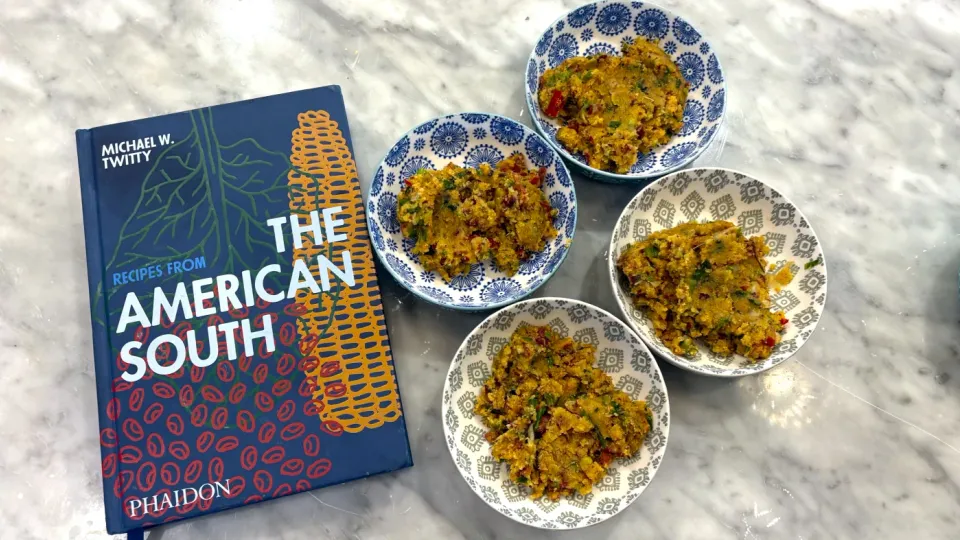 MICHAEL W.
TWITTY
RECIPES FROM
THE
AMERICAN
SOUTH
PHAIDON